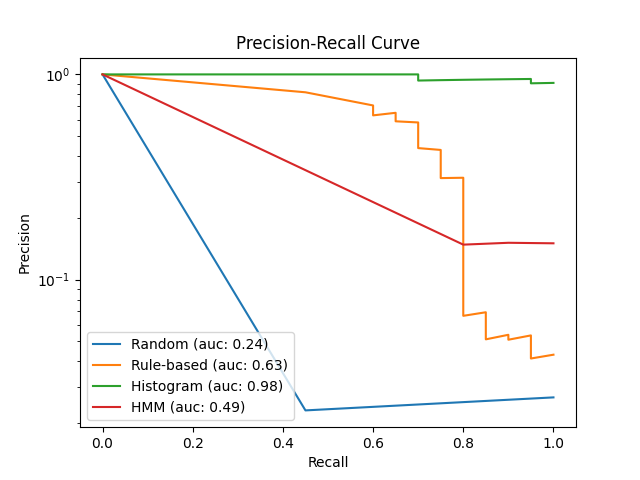 Precision-Recall Curve
10⁰
10⁻¹
Precision
Random (auc: 0.24)
Rule-based (auc: 0.63)
Histogram (auc: 0.98)
HMM (auc: 0.49)
0.0 0.2 0.4 0.6 0.8 1.0
Recall